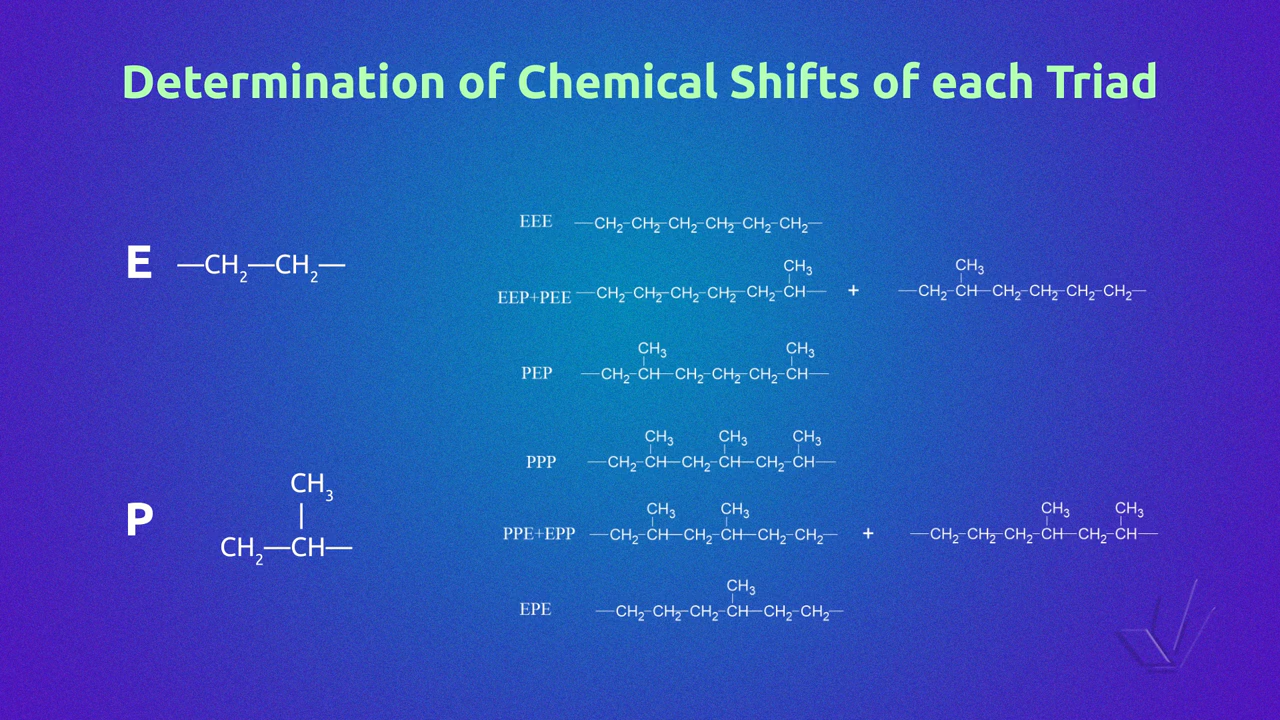 Determination of Chemical Shifts of each Triad
E —CH₂—CH₂—
EEE —CH₂-CH₂-CH₂-CH₂-CH₂-CH₂—
CH₃ CH₃
EEP+PEE —CH₂-CH₂-CH₂-CH₂-CH₂-CH— + —CH₂-CH-CH₂-CH₂-CH₂-CH₂—
CH₃ CH₃
PEP —CH₂-CH-CH₂-CH₂-CH₂-CH—
CH₃ CH₃ CH₃
PPP —CH₂-CH-CH₂-CH-CH₂-CH—
CH₃
P CH₂—CH—
CH₃ CH₃ CH₃ CH₃
PPE+EPP —CH₂-CH-CH₂-CH-CH₂-CH₂— + —CH₂-CH₂-CH₂-CH-CH₂-CH—
CH₃
EPE —CH₂-CH₂-CH₂-CH-CH₂-CH₂—